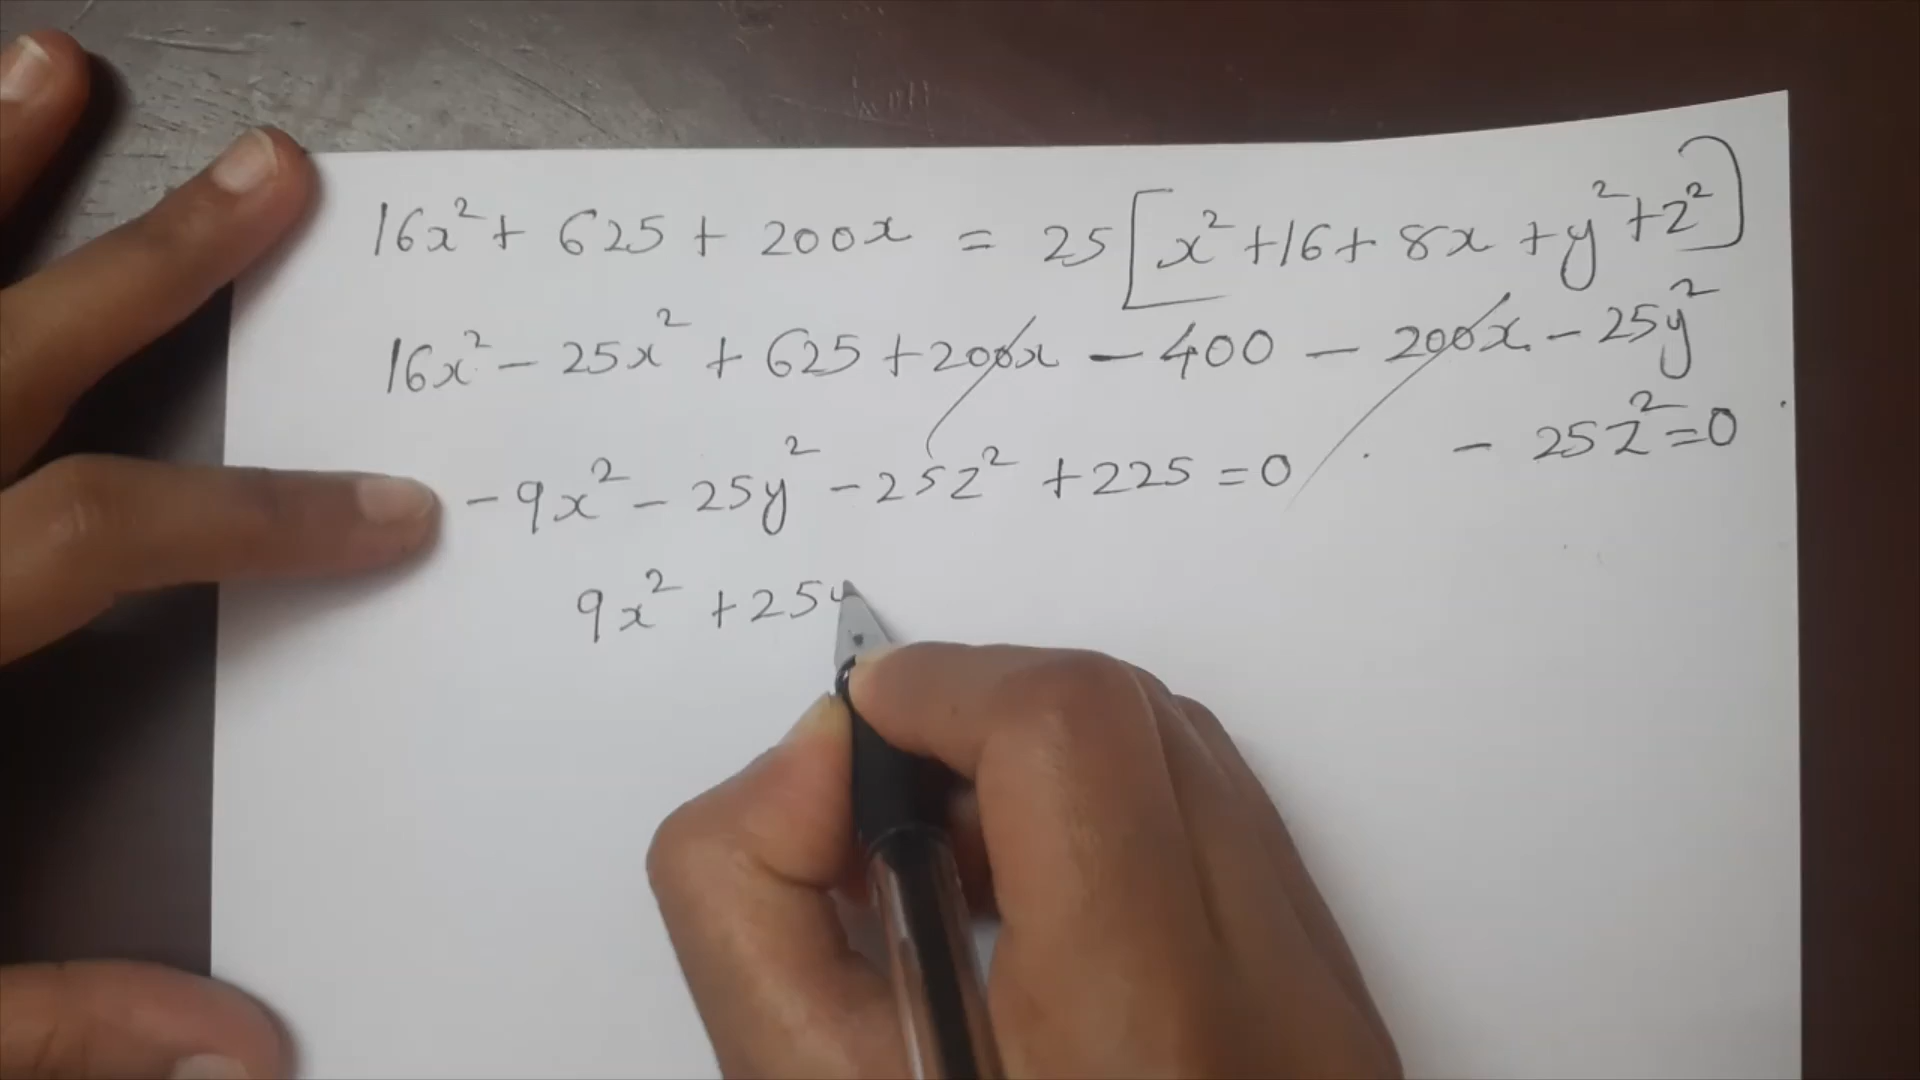 16x² + 625 + 200x = 25[x² + 16 + 8x + y² + z²]
16x² - 25x² + 625 + 200x - 400 - 200x - 25y²
- 25z² = 0
-9x² - 25y² - 25z² + 225 = 0
9x² + 25y